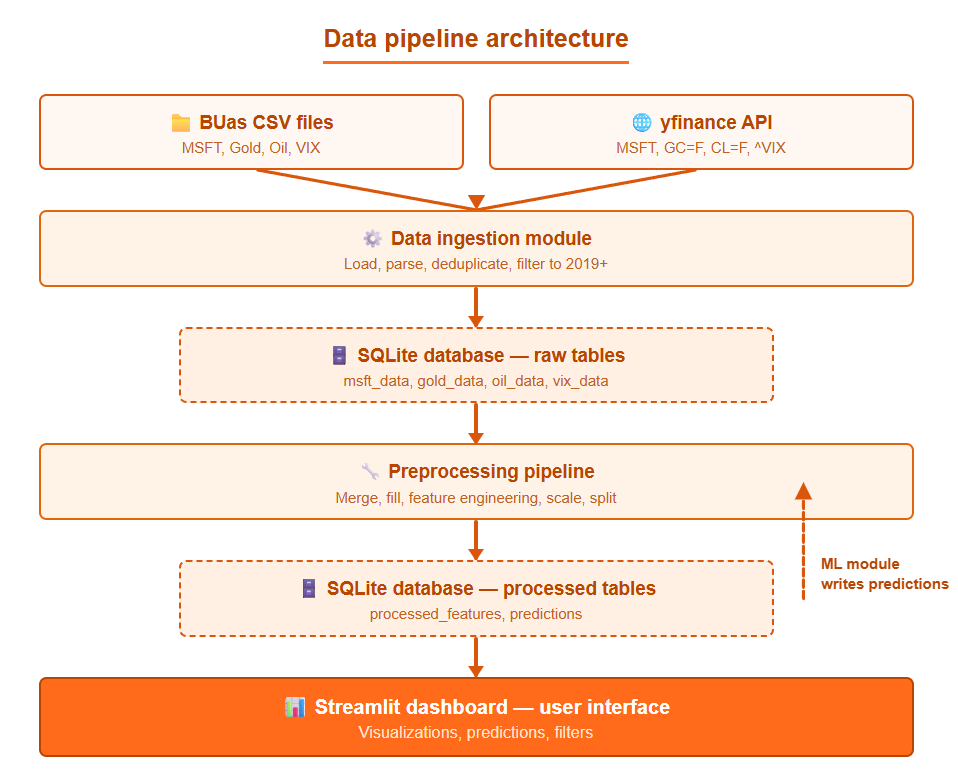 Data pipeline architecture
BUas CSV files
MSFT, Gold, Oil, VIX
yfinance API
MSFT, GC=F, CL=F, ^VIX
Data ingestion module
Load, parse, deduplicate, filter to 2019+
SQLite database — raw tables
msft_data, gold_data, oil_data, vix_data
Preprocessing pipeline
Merge, fill, feature engineering, scale, split
ML module
writes predictions
SQLite database — processed tables
processed_features, predictions
Streamlit dashboard — user interface
Visualizations, predictions, filters